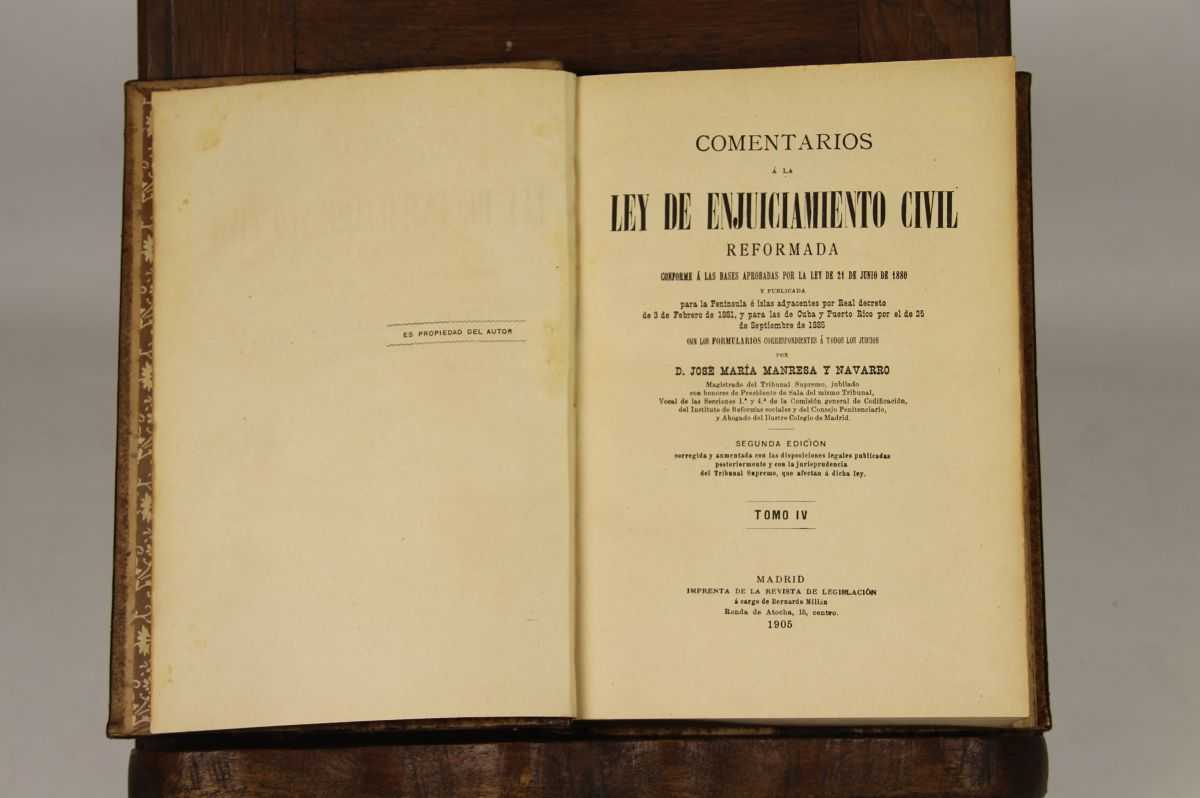 ES PROPIEDAD DEL AUTOR
COMENTARIOS
Á LA
LEY DE ENJUICIAMIENTO CIVIL
REFORMADA
CONFORME Á LAS BASES APROBADAS POR LA LEY DE 21 DE JUNIO DE 1880
Y PUBLICADA
para la Península é islas adyacentes por Real decreto
de 3 de Febrero de 1881, y para las de Cuba y Puerto Rico por el de 25
de Septiembre de 1885
CON LOS FORMULARIOS CORRESPONDIENTES Á TODOS LOS JUICIOS
POR
D. JOSÉ MARÍA MANRESA Y NAVARRO
Magistrado del Tribunal Supremo, jubilado
con honores de Presidente de Sala del mismo Tribunal,
Vocal de las Secciones 1.ª y 4.ª de la Comisión general de Codificación,
del Instituto de Reformas sociales y del Consejo Penitenciario,
y Abogado del Ilustre Colegio de Madrid.
SEGUNDA EDICION
corregida y aumentada con las disposiciones legales publicadas
posteriormente y con la jurisprudencia
del Tribunal Supremo, que afectan á dicha ley.
TOMO IV
MADRID
IMPRENTA DE LA REVISTA DE LEGISLACIÓN
á cargo de Bernardo Millán
Ronda de Atocha, 15, centro.
1905